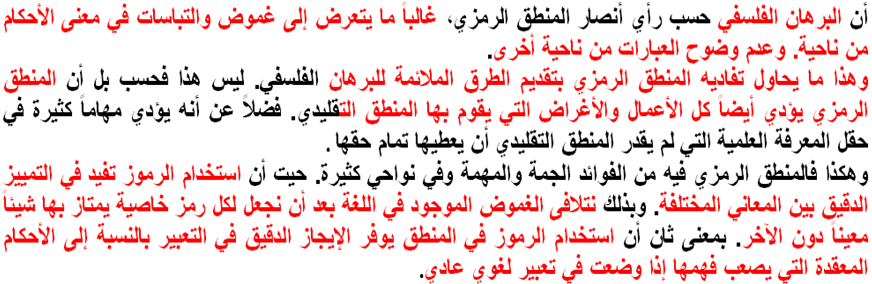 أن البرهان الفلسفي حسب رأي أنصار المنطق الرمزي، غالباً ما يتعرض إلى غموض والتباسات في معنى الأحكام
من ناحية. وعدم وضوح العبارات من ناحية أخرى.
وهذا ما يحاول تفاديه المنطق الرمزي بتقديم الطرق الملائمة للبرهان الفلسفي. ليس هذا فحسب بل أن المنطق
الرمزي يؤدي أيضاً كل الأعمال والأغراض التي يقوم بها المنطق التقليدي. فضلاً عن أنه يؤدي مهاماً كثيرة في
حقل المعرفة العلمية التي لم يقدر المنطق التقليدي أن يعطيها تمام حقها.
وهكذا فالمنطق الرمزي فيه من الفوائد الجمة والمهمة وفي نواحي كثيرة. حيت أن استخدام الرموز تفيد في التمييز
الدقيق بين المعاني المختلفة. وبذلك نتلافى الغموض الموجود في اللغة بعد أن نجعل لكل رمز خاصية يمتاز بها شيئاً
معيناً دون الآخر. بمعنى ثان أن استخدام الرموز في المنطق يوفر الإيجاز الدقيق في التعبير بالنسبة إلى الأحكام
المعقدة التي يصعب فهمها إذا وضعت في تعبير لغوي عادي.